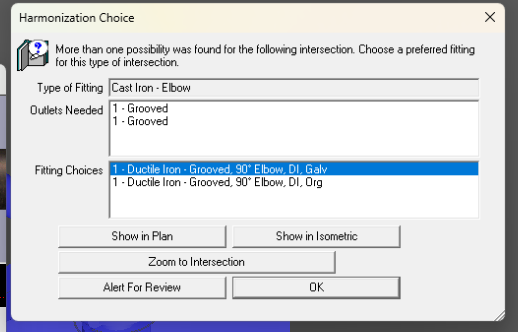 Harmonization Choice
More than one possibility was found for the following intersection. Choose a preferred fitting
for this type of intersection.
Type of Fitting Cast Iron - Elbow
Outlets Needed 1 - Grooved
1 - Grooved
Fitting Choices 1 - Ductile Iron - Grooved, 90° Elbow, DI, Galv
1 - Ductile Iron - Grooved, 90° Elbow, DI, Org
Show in Plan Show in Isometric
Zoom to Intersection
Alert For Review OK